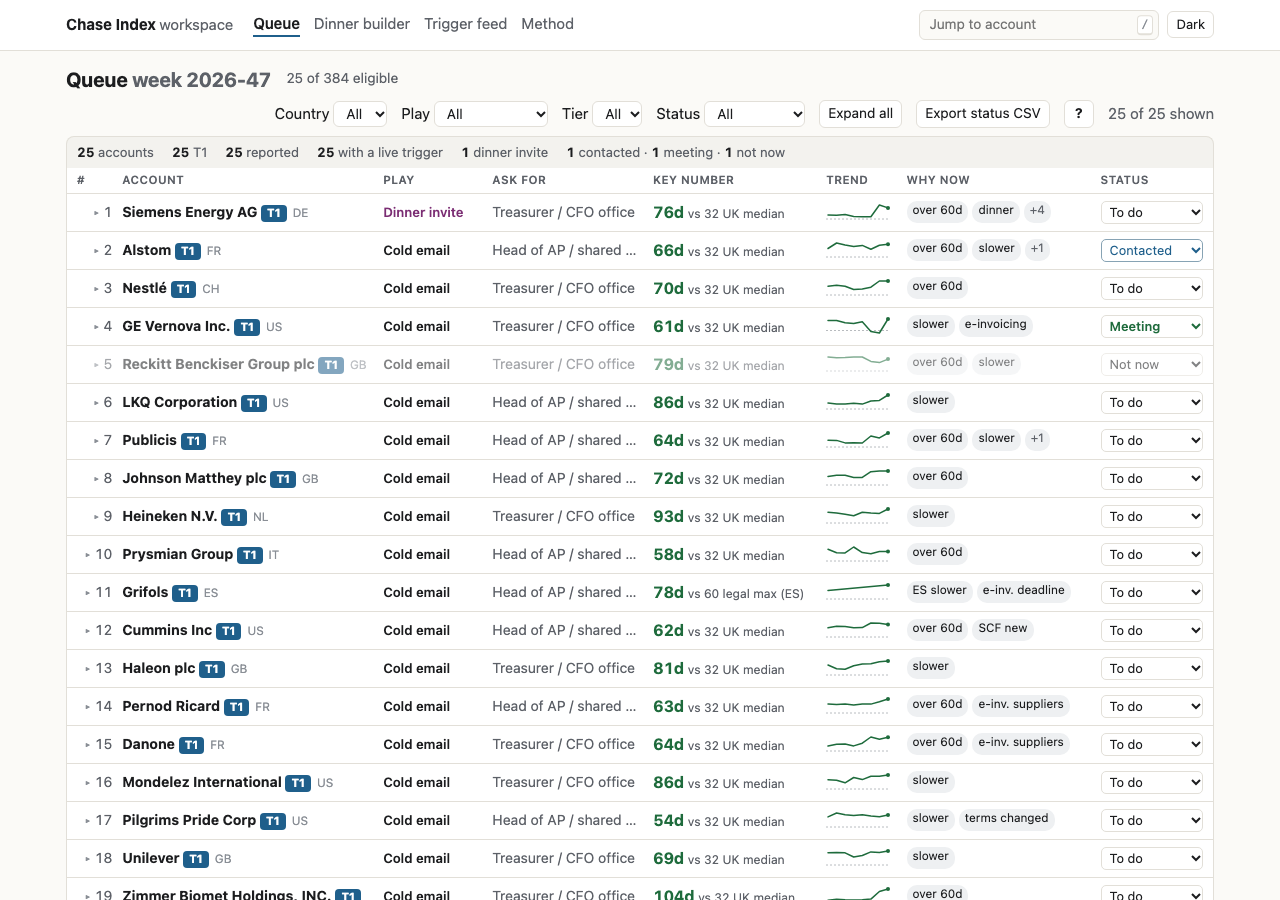 Chase Index workspace Queue Dinner builder Trigger feed Method Jump to account / Dark
Queue week 2026-47 25 of 384 eligible
Country All Play All Tier All Status All Expand all Export status CSV ? 25 of 25 shown
25 accounts 25 T1 25 reported 25 with a live trigger 1 dinner invite 1 contacted · 1 meeting · 1 not now
# ACCOUNT PLAY ASK FOR KEY NUMBER TREND WHY NOW STATUS
1 Siemens Energy AG T1 DE Dinner invite Treasurer / CFO office 76d vs 32 UK median over 60d dinner +4 To do
2 Alstom T1 FR Cold email Head of AP / shared ... 66d vs 32 UK median over 60d slower +1 Contacted
3 Nestlé T1 CH Cold email Treasurer / CFO office 70d vs 32 UK median over 60d To do
4 GE Vernova Inc. T1 US Cold email Treasurer / CFO office 61d vs 32 UK median slower e-invoicing Meeting
5 Reckitt Benckiser Group plc T1 GB Cold email Treasurer / CFO office 79d vs 32 UK median over 60d slower Not now
6 LKQ Corporation T1 US Cold email Head of AP / shared ... 86d vs 32 UK median slower To do
7 Publicis T1 FR Cold email Head of AP / shared ... 64d vs 32 UK median over 60d slower +1 To do
8 Johnson Matthey plc T1 GB Cold email Head of AP / shared ... 72d vs 32 UK median over 60d To do
9 Heineken N.V. T1 NL Cold email Head of AP / shared ... 93d vs 32 UK median slower To do
10 Prysmian Group T1 IT Cold email Head of AP / shared ... 58d vs 32 UK median over 60d To do
11 Grifols T1 ES Cold email Head of AP / shared ... 78d vs 60 legal max (ES) ES slower e-inv. deadline To do
12 Cummins Inc T1 US Cold email Head of AP / shared ... 62d vs 32 UK median over 60d SCF new To do
13 Haleon plc T1 GB Cold email Treasurer / CFO office 81d vs 32 UK median slower To do
14 Pernod Ricard T1 FR Cold email Head of AP / shared ... 63d vs 32 UK median over 60d e-inv. suppliers To do
15 Danone T1 FR Cold email Treasurer / CFO office 64d vs 32 UK median over 60d e-inv. suppliers To do
16 Mondelez International T1 US Cold email Treasurer / CFO office 86d vs 32 UK median slower To do
17 Pilgrims Pride Corp T1 US Cold email Head of AP / shared ... 54d vs 32 UK median slower terms changed To do
18 Unilever T1 GB Cold email Treasurer / CFO office 69d vs 32 UK median slower To do
19 Zimmer Biomet Holdings, INC. T1 Cold email Treasurer / CFO office 104d vs 32 UK median over 60d To do